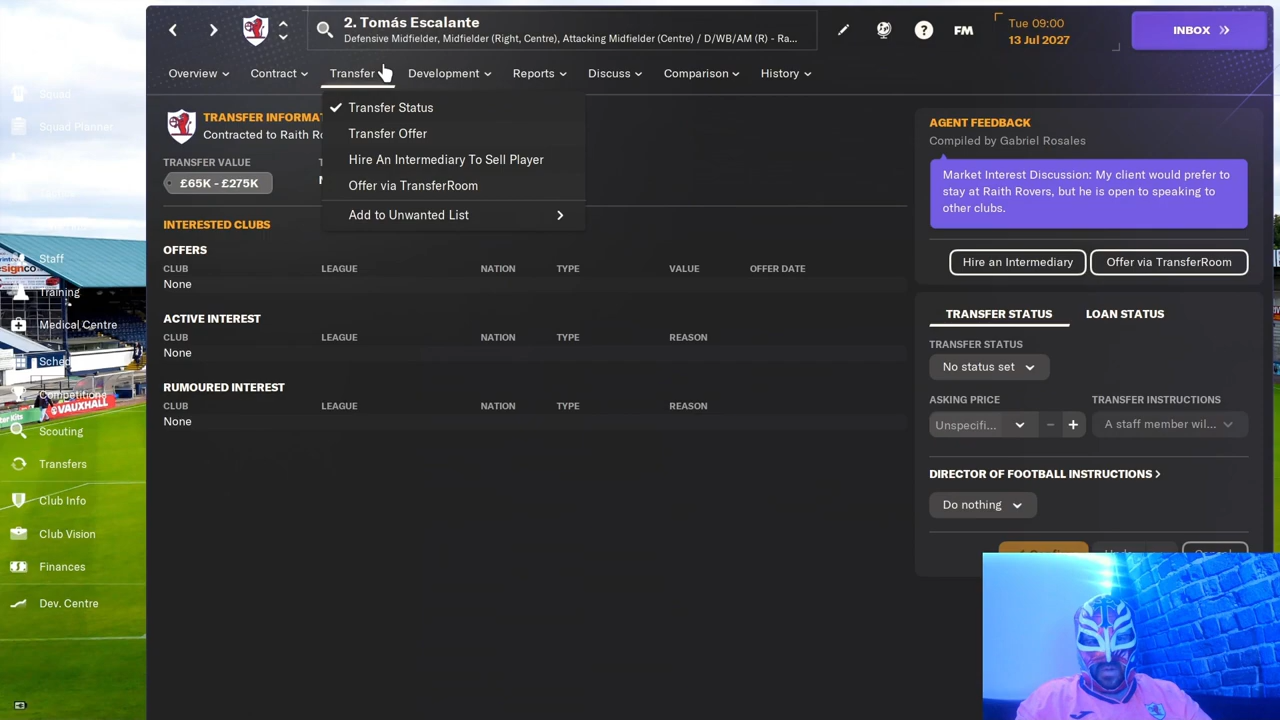 2. Tomás Escalante
Defensive Midfielder, Midfielder (Right, Centre), Attacking Midfielder (Centre) / D/WB/AM (R) - Ra...
FM
Tue 09:00
13 Jul 2027
INBOX
Overview
Contract
Transfer
Development
Reports
Discuss
Comparison
History
Squad
Squad Planner
Staff
Training
Medical Centre
Sched
Competitions
Scouting
Transfers
Club Info
Club Vision
Finances
Dev. Centre
VAUXHALL
TRANSFER INFORMAT
Contracted to Raith Ro
TRANSFER VALUE
£65K - £275K
Transfer Status
Transfer Offer
Hire An Intermediary To Sell Player
Offer via TransferRoom
Add to Unwanted List
INTERESTED CLUBS
OFFERS
CLUB LEAGUE NATION TYPE VALUE OFFER DATE
None
ACTIVE INTEREST
CLUB LEAGUE NATION TYPE REASON
None
RUMOURED INTEREST
CLUB LEAGUE NATION TYPE REASON
None
AGENT FEEDBACK
Compiled by Gabriel Rosales
Market Interest Discussion: My client would prefer to
stay at Raith Rovers, but he is open to speaking to
other clubs.
Hire an Intermediary
Offer via TransferRoom
TRANSFER STATUS
LOAN STATUS
TRANSFER STATUS
No status set
ASKING PRICE TRANSFER INSTRUCTIONS
Unspecifi... A staff member wil...
DIRECTOR OF FOOTBALL INSTRUCTIONS >
Do nothing